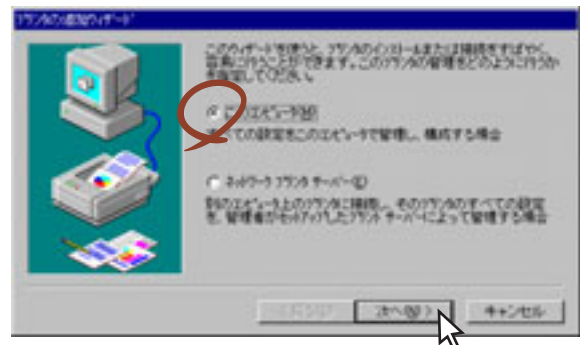 プリンタの追加ウィザード
このウィザードを使うと、プリンタのインストールまたは接続をすばやく、
容易に行うことができます。このプリンタの管理をどのように行うか
を指定してください。
このコンピュータ(M)
すべての設定をこのコンピュータで管理し、構成する場合
ネットワーク プリンタ サーバー(E)
別のコンピュータ上のプリンタに接続し、そのプリンタのすべての設定
を、管理者がセットアップしたプリント サーバーによって管理する場合
次へ(N) >
キャンセル